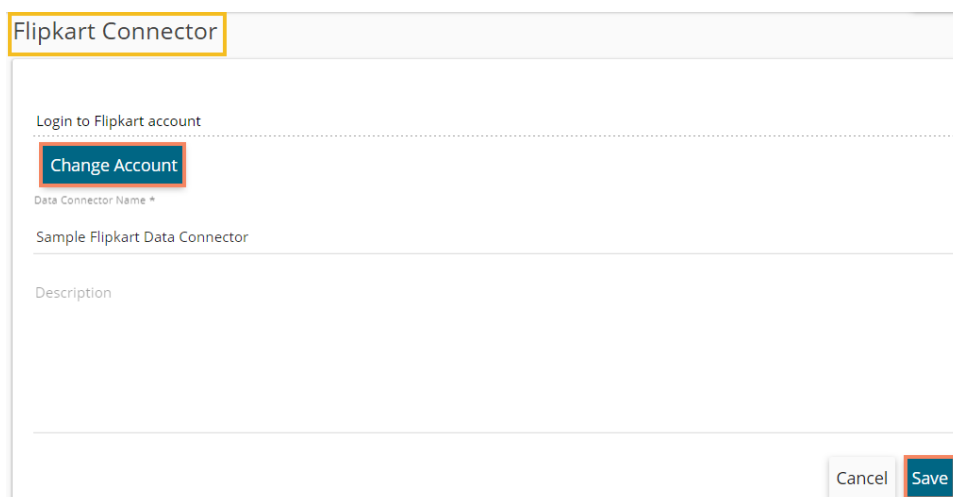 Flipkart Connector
Login to Flipkart account
Change Account
Data Connector Name *
Sample Flipkart Data Connector
Description
Cancel Save